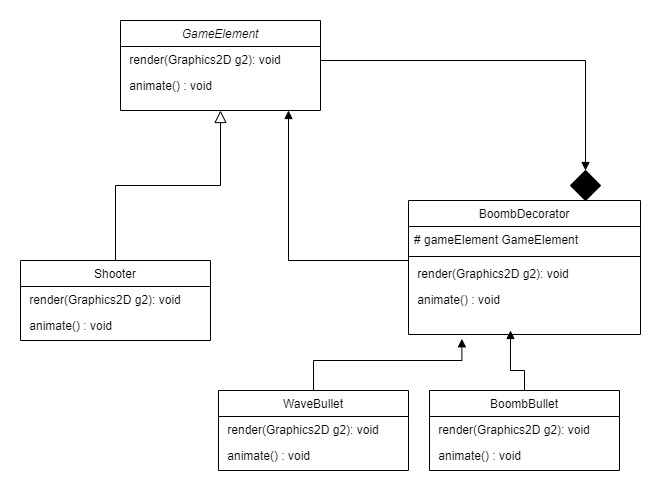 GameElement
render(Graphics2D g2): void
animate() : void
BoombDecorator
# gameElement GameElement
render(Graphics2D g2): void
animate() : void
Shooter
render(Graphics2D g2): void
animate() : void
WaveBullet
render(Graphics2D g2): void
animate() : void
BoombBullet
render(Graphics2D g2): void
animate() : void